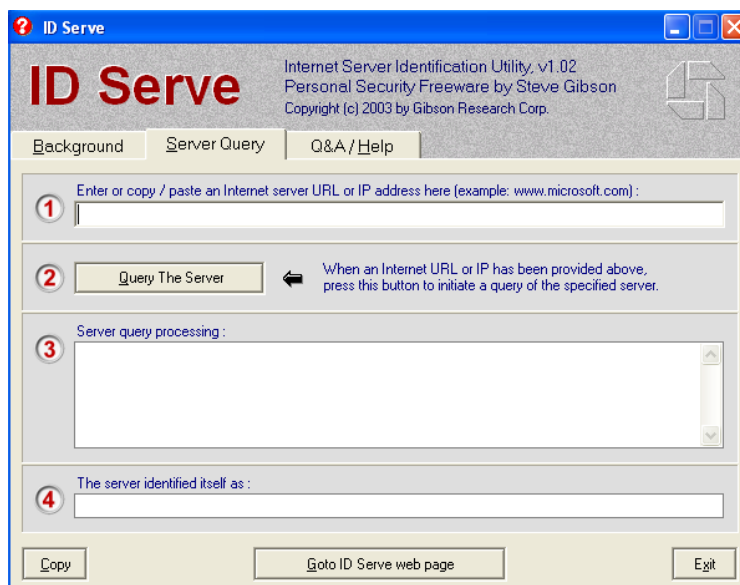 ID Serve
ID Serve
Internet Server Identification Utility, v1.02
Personal Security Freeware by Steve Gibson
Copyright (c) 2003 by Gibson Research Corp.
Background
Server Query
Q&A / Help
1
Enter or copy / paste an Internet server URL or IP address here (example: www.microsoft.com) :
2
Query The Server
When an Internet URL or IP has been provided above,
press this button to initiate a query of the specified server.
3
Server query processing :
4
The server identified itself as :
Copy
Goto ID Serve web page
Exit